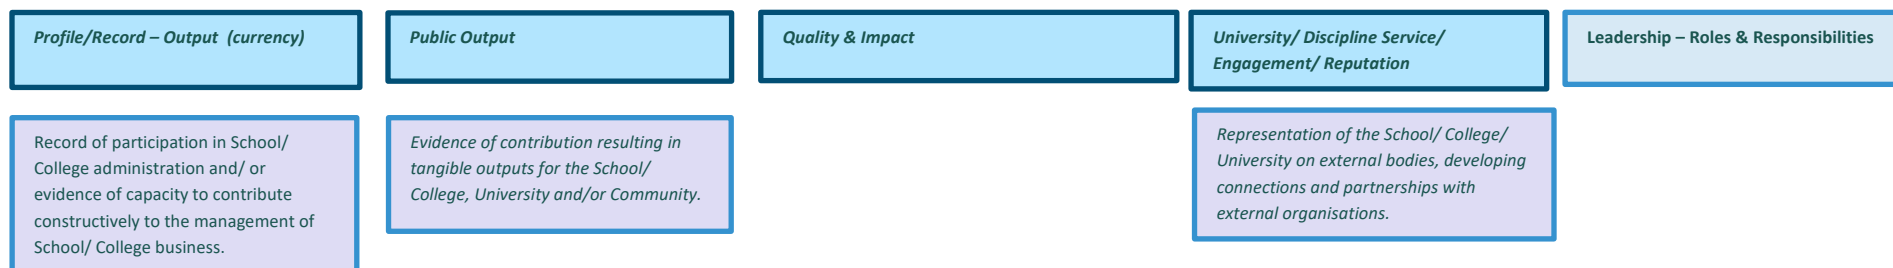 Profile/Record – Output  (currency)
Public Output
Quality & Impact
University/ Discipline Service/
Engagement/ Reputation
Leadership – Roles & Responsibilities
Record of participation in School/
College administration and/ or
evidence of capacity to contribute
constructively to the management of
School/ College business.
Evidence of contribution resulting in
tangible outputs for the School/
College, University and/or Community.
Representation of the School/ College/
University on external bodies, developing
connections and partnerships with
external organisations.